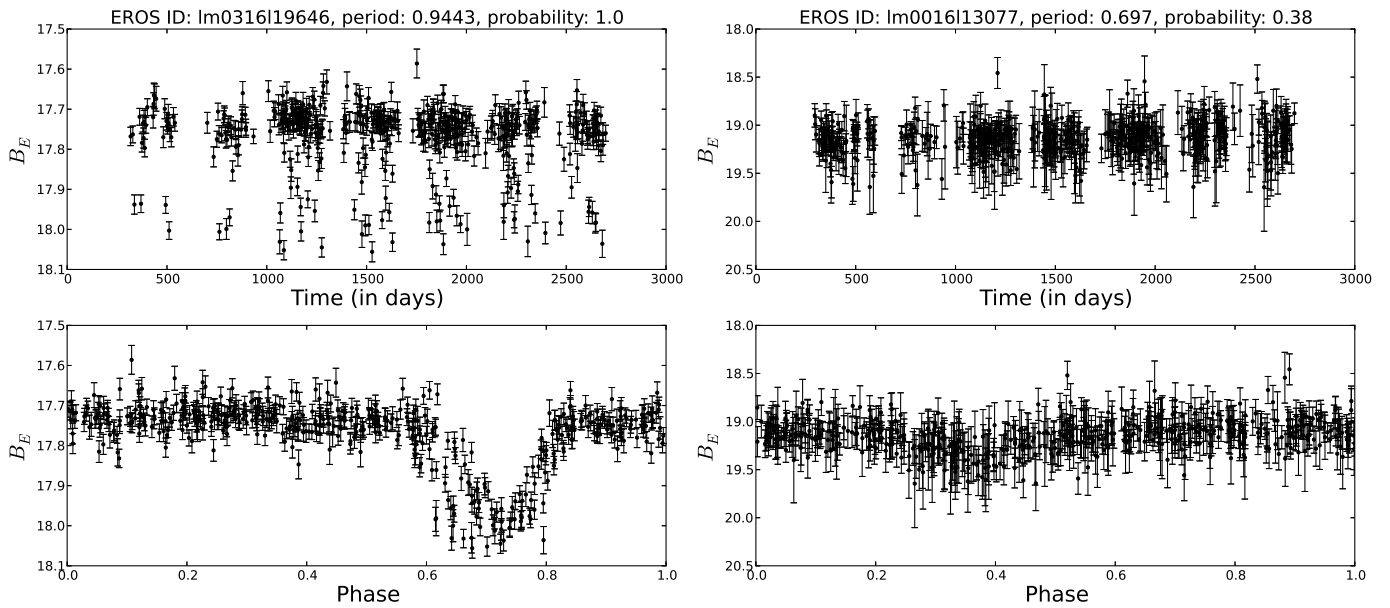 EROS ID: lm0316l19646, period: 0.9443, probability: 1.0
17.5
17.6
17.7
17.8
17.9
18.0
18.1
B_E
0 500 1000 1500 2000 2500 3000
Time (in days)
EROS ID: lm0016l13077, period: 0.697, probability: 0.38
18.0
18.5
19.0
19.5
20.0
20.5
B_E
0 500 1000 1500 2000 2500 3000
Time (in days)
17.5
17.6
17.7
17.8
17.9
18.0
18.1
B_E
0.0 0.2 0.4 0.6 0.8 1.0
Phase
18.0
18.5
19.0
19.5
20.0
20.5
B_E
0.0 0.2 0.4 0.6 0.8 1.0
Phase